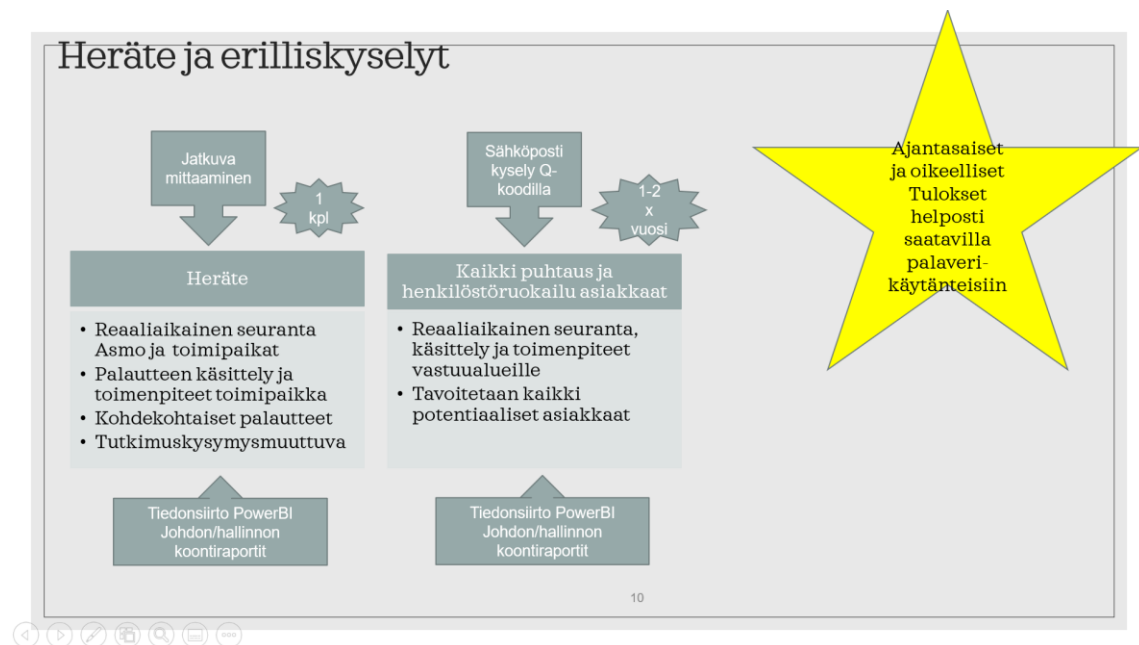 Heräte ja erilliskyselyt
Jatkuva
mittaaminen
1
kpl
Heräte
• Reaaliaikainen seuranta
Asmo ja toimipaikat
• Palautteen käsittely ja
toimenpiteet toimipaikka
• Kohdekohtaiset palautteet
• Tutkimuskysymysmuuttuva
Tiedonsiirto PowerBI
Johdon/hallinnon
koontiraportit
Sähköposti
kysely Q-
koodilla
1-2
x
vuosi
Kaikki puhtaus ja
henkilöstöruokailu asiakkaat
• Reaaliaikainen seuranta,
käsittely ja toimenpiteet
vastuualueille
• Tavoitetaan kaikki
potentiaaliset asiakkaat
Tiedonsiirto PowerBI
Johdon/hallinnon
koontiraportit
Ajantasaiset
ja oikeelliset
Tulokset
helposti
saatavilla
palaveri-
käytänteisiin
10